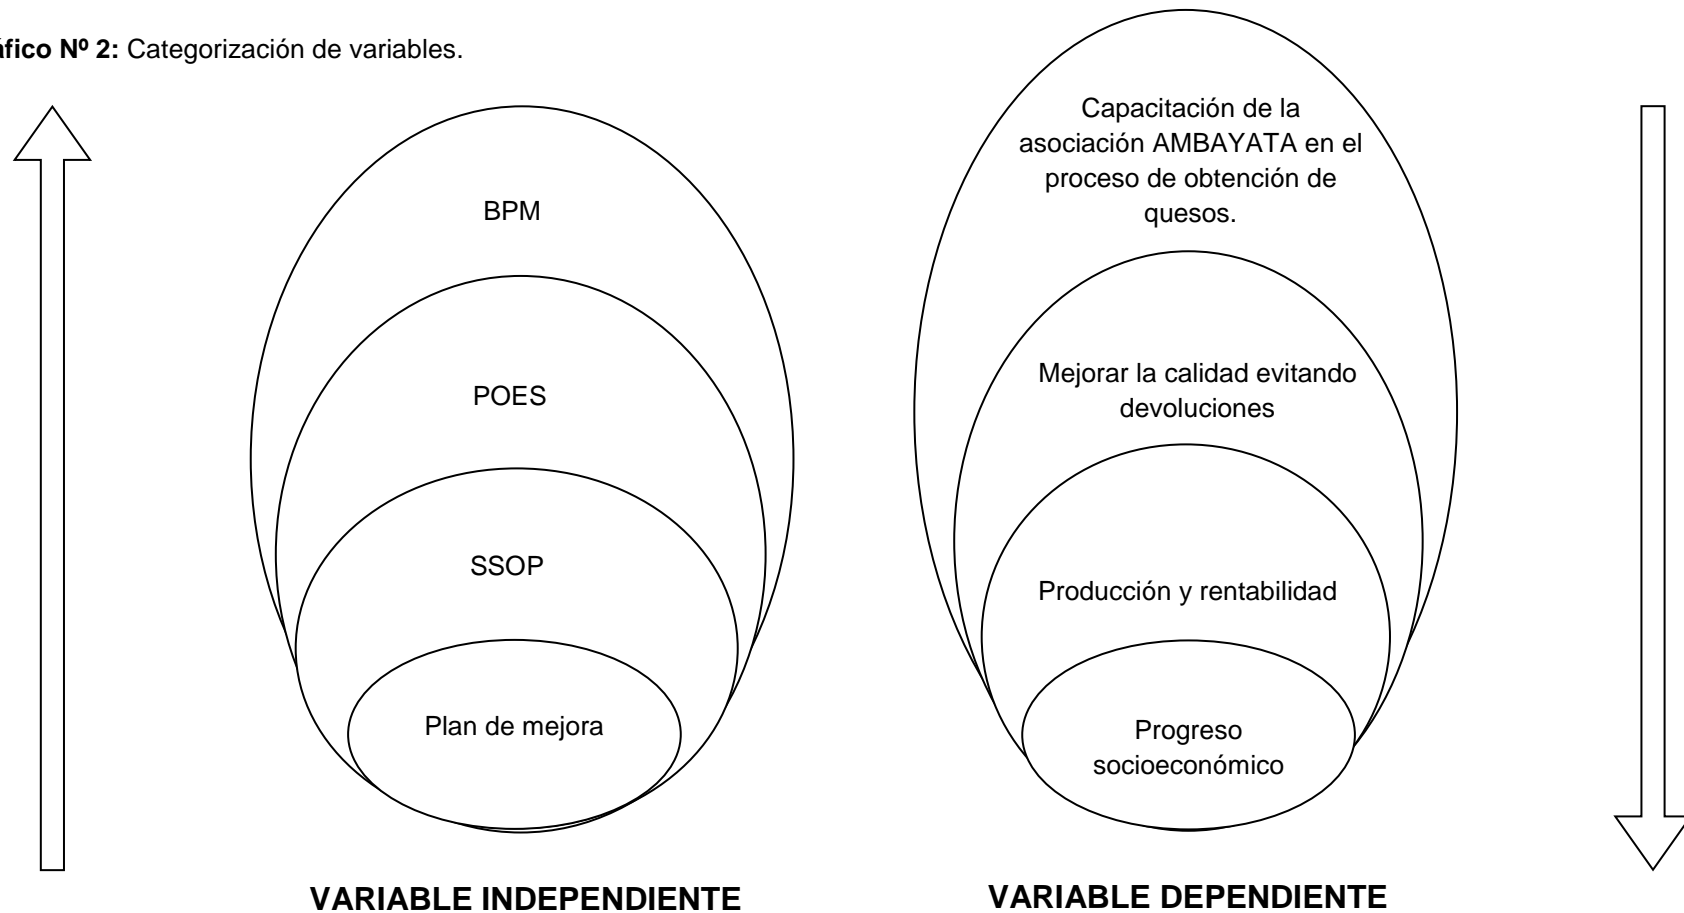 áfico Nº 2: Categorización de variables.
BPM
POES
SSOP
Plan de mejora
VARIABLE INDEPENDIENTE
Capacitación de la
asociación AMBAYATA en el
proceso de obtención de
quesos.
Mejorar la calidad evitando
devoluciones
Producción y rentabilidad
Progreso
socioeconómico
VARIABLE DEPENDIENTE